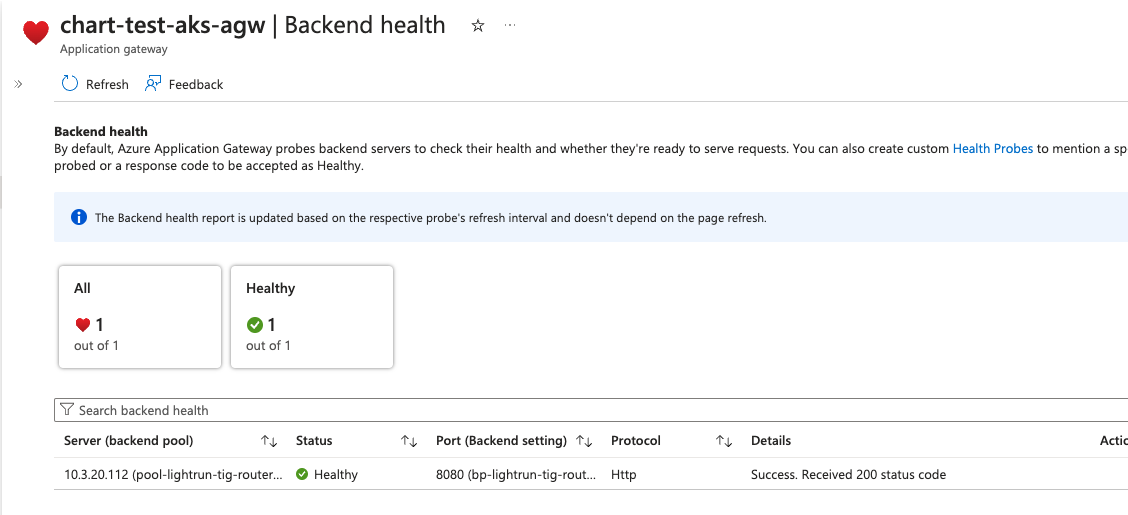 chart-test-aks-agw | Backend health
Application gateway
Refresh
Feedback
Backend health
By default, Azure Application Gateway probes backend servers to check their health and whether they're ready to serve requests. You can also create custom Health Probes to mention a sp
probed or a response code to be accepted as Healthy.
The Backend health report is updated based on the respective probe's refresh interval and doesn't depend on the page refresh.
All
1
out of 1
Healthy
1
out of 1
Search backend health
Server (backend pool) Status Port (Backend setting) Protocol Details Actio
10.3.20.112 (pool-lightrun-tig-router... Healthy 8080 (bp-lightrun-tig-rout... Http Success. Received 200 status code